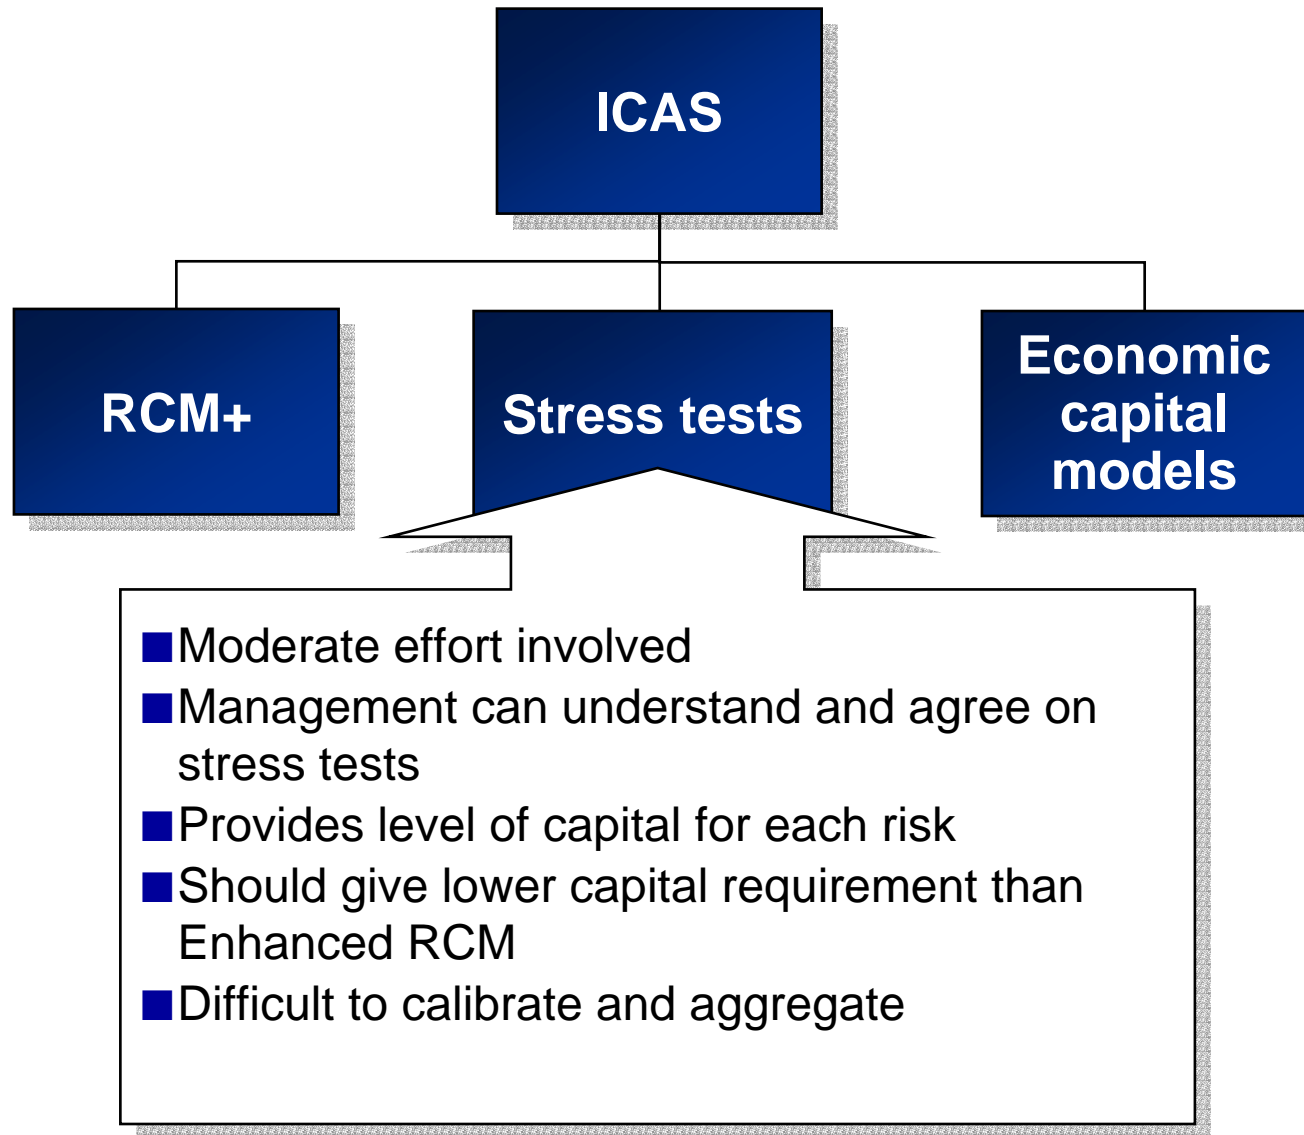 ICAS
RCM+
Stress tests
Economic
capital
models
■Moderate effort involved
■Management can understand and agree on
stress tests
■Provides level of capital for each risk
■Should give lower capital requirement than
Enhanced RCM
■Difficult to calibrate and aggregate